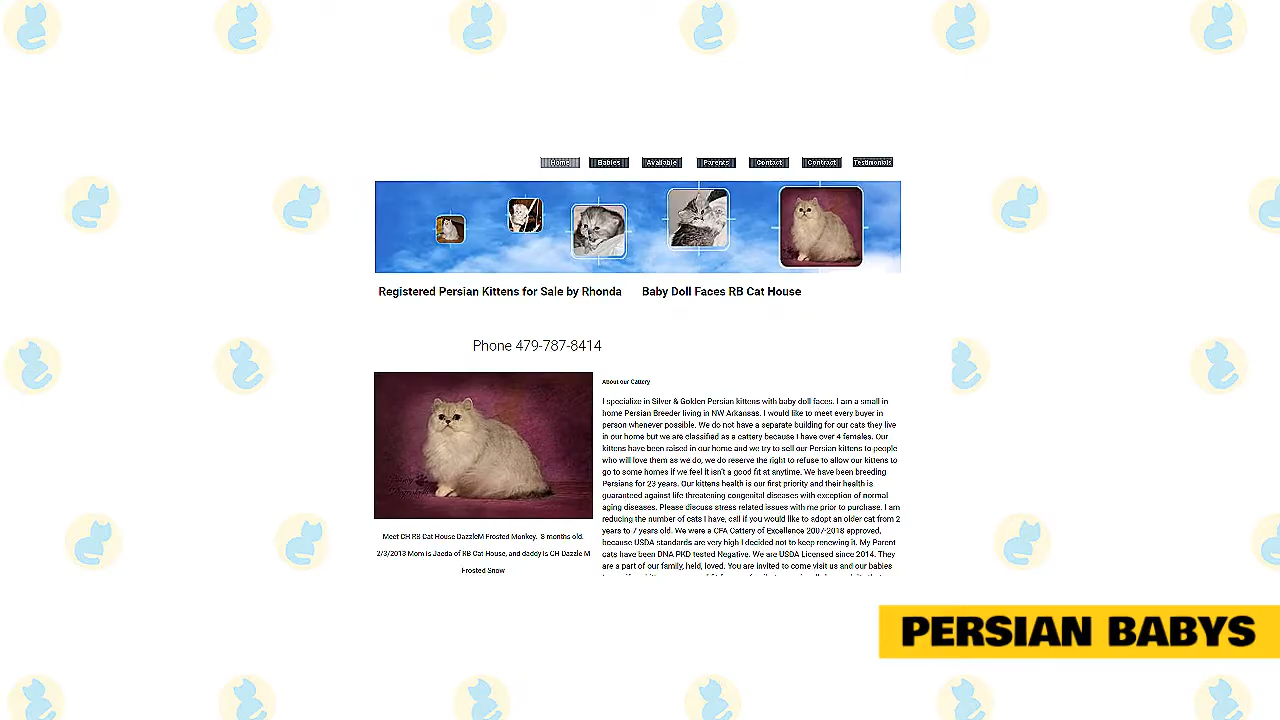 Home Babies Available Parents Contact Contract Testimonials
Registered Persian Kittens for Sale by Rhonda Baby Doll Faces RB Cat House
Phone 479-787-8414
About our Cattery
I specialize in Silver & Golden Persian kittens with baby doll faces. I am a small in
home Persian Breeder living in NW Arkansas. I would like to meet every buyer in
person whenever possible. We do not have a separate building for our cats they live
in our home but we are classified as a cattery because I have over 4 females. Our
kittens have been raised in our home and we try to sell our Persian kittens to people
who will love them as we do, we do reserve the right to refuse to allow our kittens to
go to some homes if we feel it isn't a good fit at anytime. We have been breeding
Persians for 23 years. Our kittens health is our first priority and their health is
guaranteed against life threatening congenital diseases with exception of normal
aging diseases. Please discuss stress related issues with me prior to purchase. I am
reducing the number of cats I have, call if you would like to adopt an older cat from 2
years to 7 years old. We were a CFA Cattery of Excellence 2007-2018 approved,
because USDA standards are very high I decided not to keep renewing it. My Parent
cats have been DNA PKD tested Negative. We are USDA Licensed since 2014. They
are a part of our family, held, loved. You are invited to come visit us and our babies
Meet CH RB Cat House DazzleM Frosted Monkey. 8 months old.
2/3/2013 Mom is Jaeda of RB Cat House, and daddy is CH Dazzle M
Frosted Snow
PERSIAN BABYS